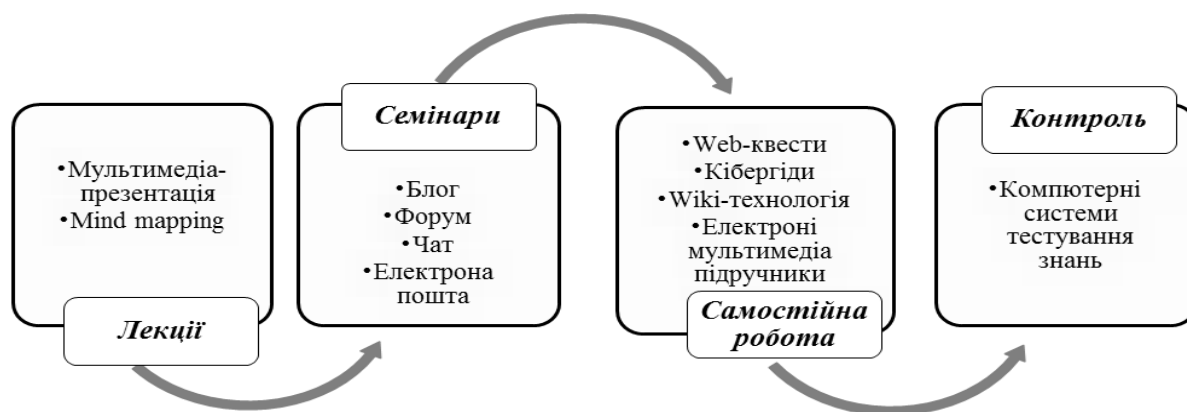 •Мультимедіа-
презентація
•Mind mapping
Лекції
Семінари
•Блог
•Форум
•Чат
•Електрона
пошта
•Web-квести
•Кібергіди
•Wiki-технологія
•Електроні
мультимедіа
підручники
Самостійна
робота
Контроль
•Компютерні
системи
тестування
знань